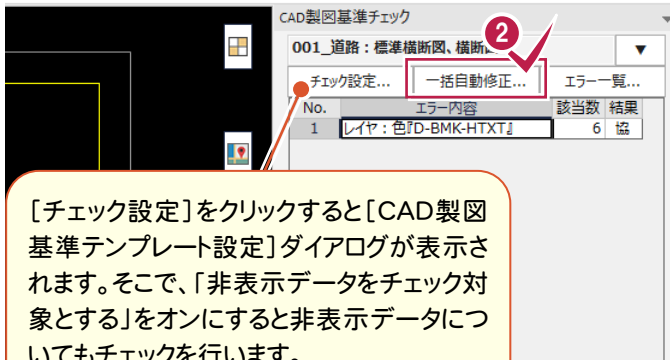 CAD製図基準チェック
001_道路：標準横断図、横断
2
チェック設定... 一括自動修正... エラー一覧...
No. エラー内容 該当数 結果
1 レイヤ：色『D-BMK-HTXT』 6 協
［チェック設定］をクリックすると［CAD製図
基準テンプレート設定］ダイアログが表示さ
れます。そこで、「非表示データをチェック対
象とする」をオンにすると非表示データにつ
いてもチェックを行います。